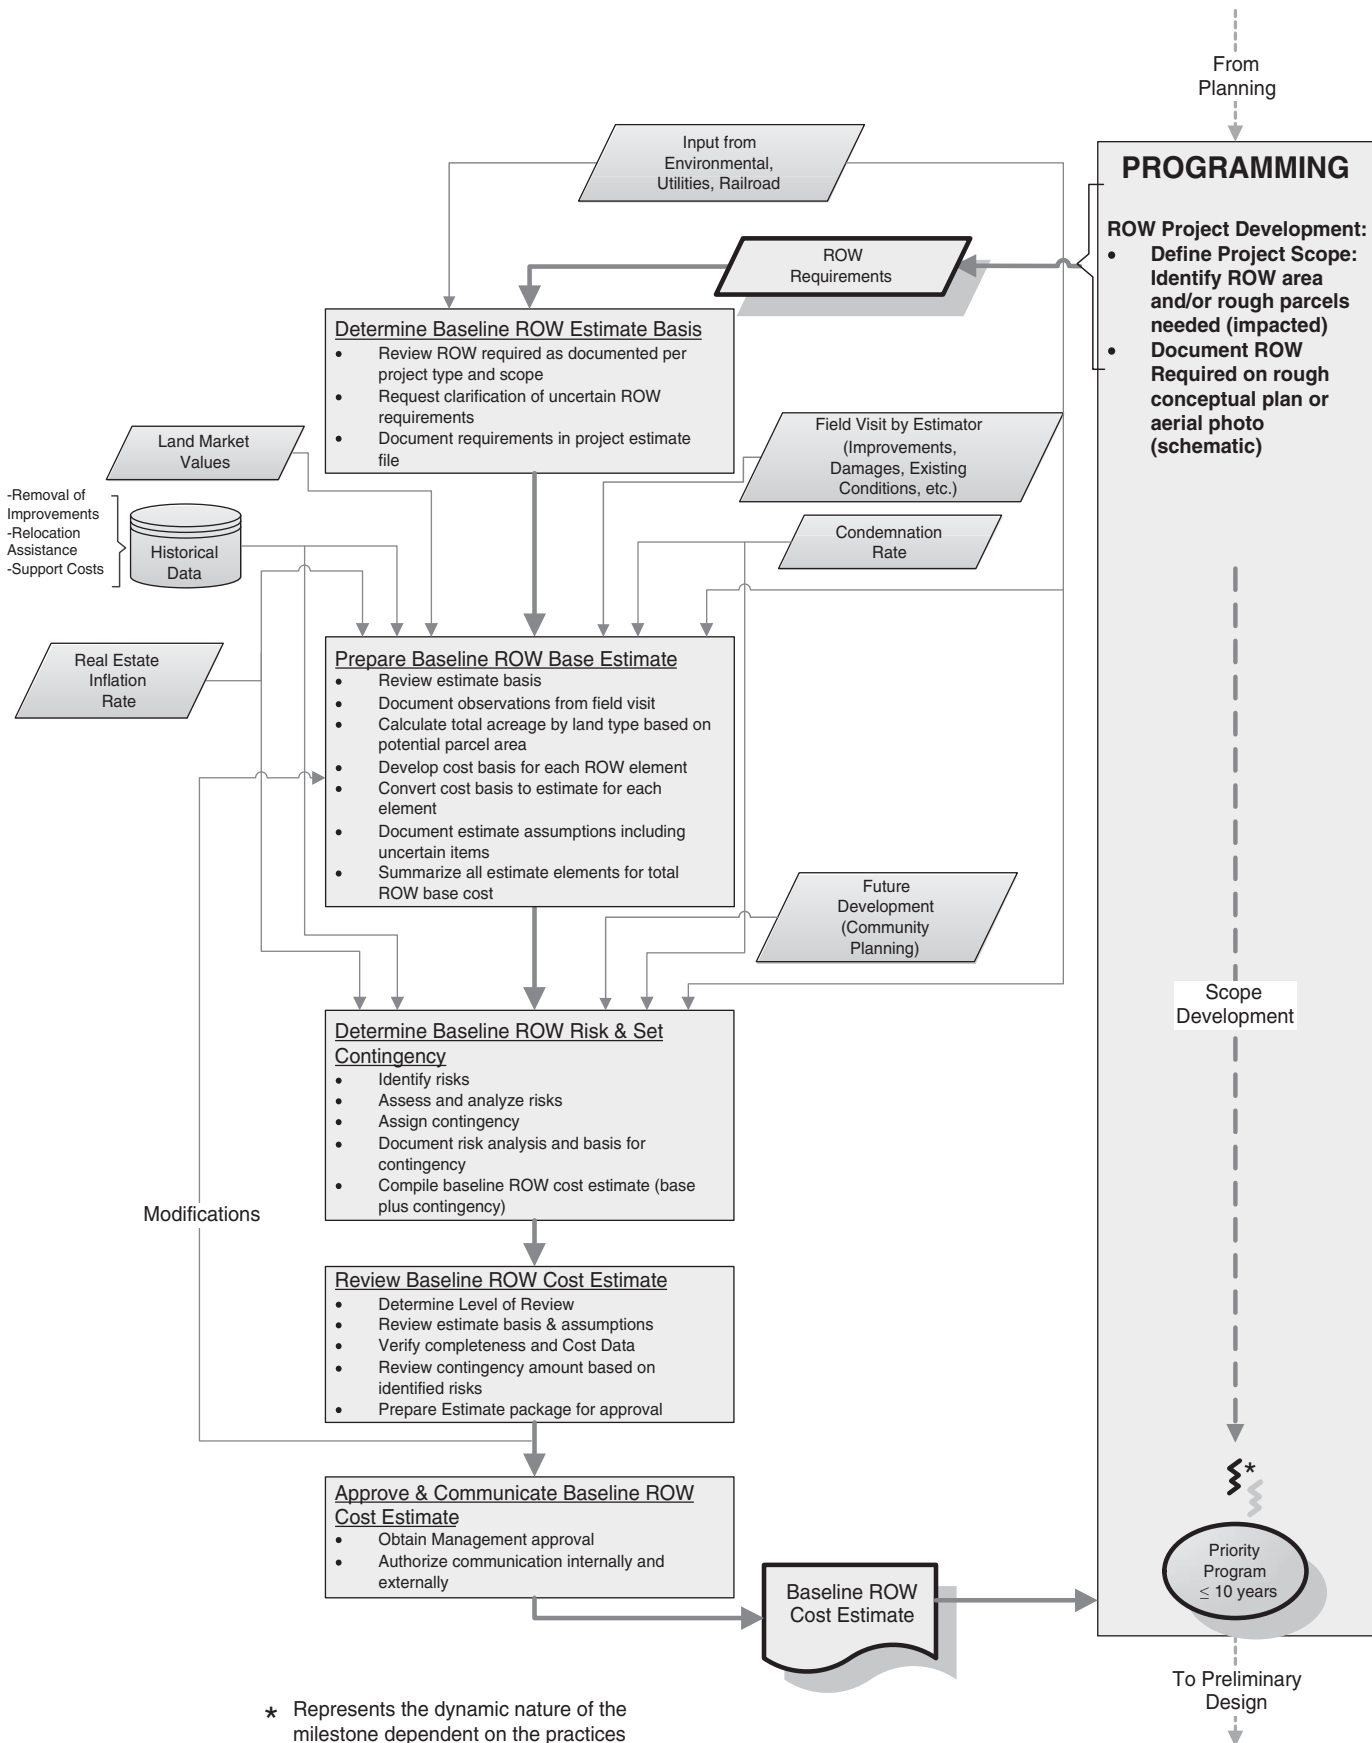 From
Planning
Input from
Environmental,
Utilities, Railroad
PROGRAMMING
ROW Project Development:
• Define Project Scope:
Identify ROW area
and/or rough parcels
needed (impacted)
• Document ROW
Required on rough
conceptual plan or
aerial photo
(schematic)
ROW
Requirements
Determine Baseline ROW Estimate Basis
• Review ROW required as documented per
project type and scope
• Request clarification of uncertain ROW
requirements
• Document requirements in project estimate
file
Land Market
Values
Field Visit by Estimator
(Improvements,
Damages, Existing
Conditions, etc.)
-Removal of
Improvements
-Relocation
Assistance
-Support Costs
Historical
Data
Condemnation
Rate
Real Estate
Inflation
Rate
Prepare Baseline ROW Base Estimate
• Review estimate basis
• Document observations from field visit
• Calculate total acreage by land type based on
potential parcel area
• Develop cost basis for each ROW element
• Convert cost basis to estimate for each
element
• Document estimate assumptions including
uncertain items
• Summarize all estimate elements for total
ROW base cost
Future
Development
(Community
Planning)
Scope
Development
Determine Baseline ROW Risk & Set
Contingency
• Identify risks
• Assess and analyze risks
• Assign contingency
• Document risk analysis and basis for
contingency
• Compile baseline ROW cost estimate (base
plus contingency)
Modifications
Review Baseline ROW Cost Estimate
• Determine Level of Review
• Review estimate basis & assumptions
• Verify completeness and Cost Data
• Review contingency amount based on
identified risks
• Prepare Estimate package for approval
Approve & Communicate Baseline ROW
Cost Estimate
• Obtain Management approval
• Authorize communication internally and
externally
Baseline ROW
Cost Estimate
*
Priority
Program
≤ 10 years
To Preliminary
Design
* Represents the dynamic nature of the
milestone dependent on the practices